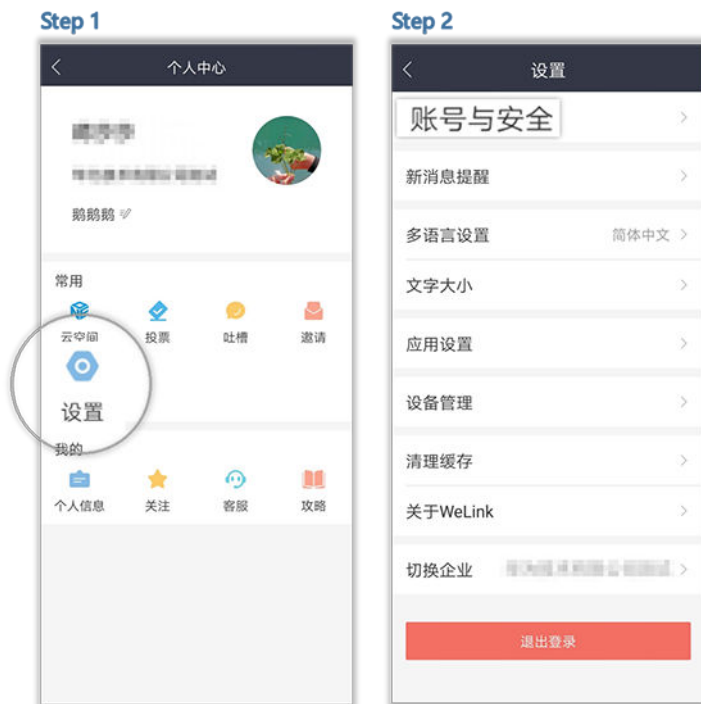 Step 1
个人中心
鹅鹅鹅
常用
云空间
投票
吐槽
邀请
设置
我的
个人信息
关注
客服
攻略
Step 2
设置
账号与安全
新消息提醒
多语言设置 简体中文
文字大小
应用设置
设备管理
清理缓存
关于WeLink
切换企业
退出登录